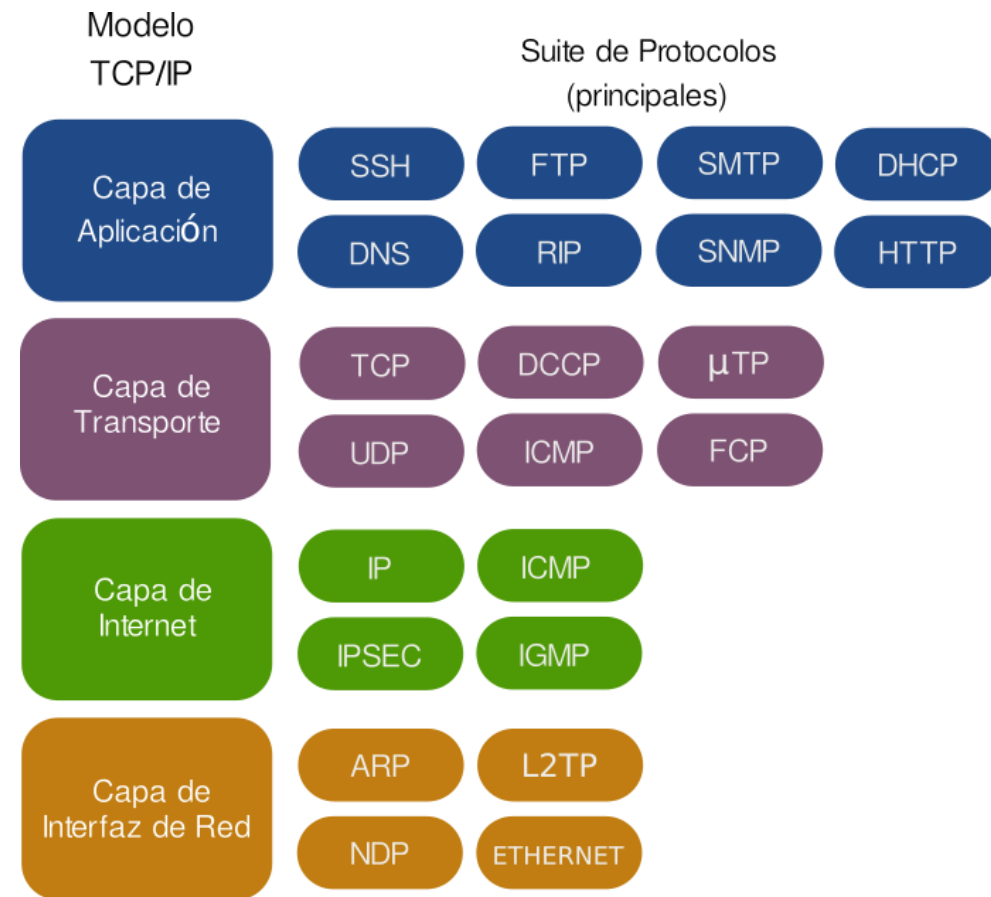 Modelo
TCP/IP
Suite de Protocolos
(principales)
Capa de
Aplicación
SSH
FTP
SMTP
DHCP
DNS
RIP
SNMP
HTTP
Capa de
Transporte
TCP
DCCP
µTP
UDP
ICMP
FCP
Capa de
Internet
IP
ICMP
IPSEC
IGMP
Capa de
Interfaz de Red
ARP
L2TP
NDP
ETHERNET